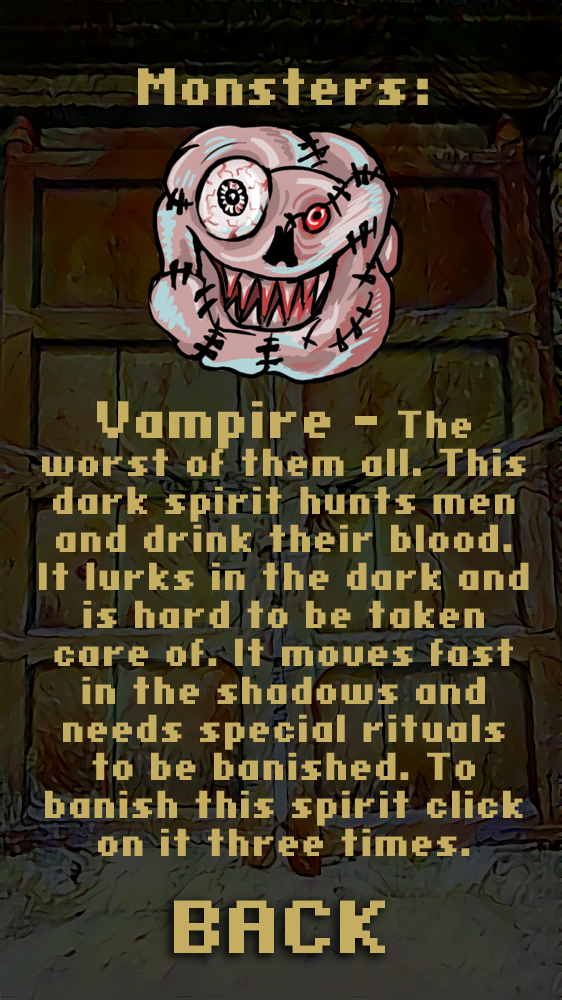 Monsters:
Vampire - The
worst of them all. This
dark spirit hunts men
and drink their blood.
It lurks in the dark and
is hard to be taken
care of. It moves fast
in the shadows and
needs special rituals
to be banished. To
banish this spirit click
on it three times.
BACK